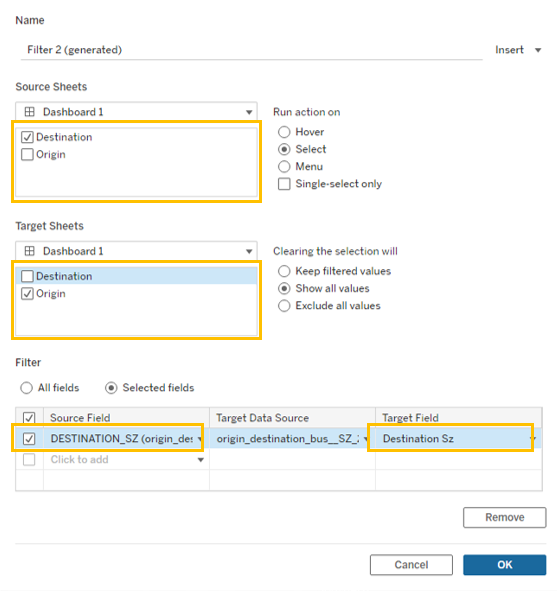 Name
Filter 2 (generated)
Insert
Source Sheets
Dashboard 1
Run action on
Destination
Hover
Origin
Select
Menu
Single-select only
Target Sheets
Dashboard 1
Clearing the selection will
Destination
Keep filtered values
Origin
Show all values
Exclude all values
Filter
All fields
Selected fields
Source Field
Target Data Source
Target Field
DESTINATION_SZ (origin_des
origin_destination_bus__SZ_
Destination Sz
Click to add
Remove
Cancel
OK